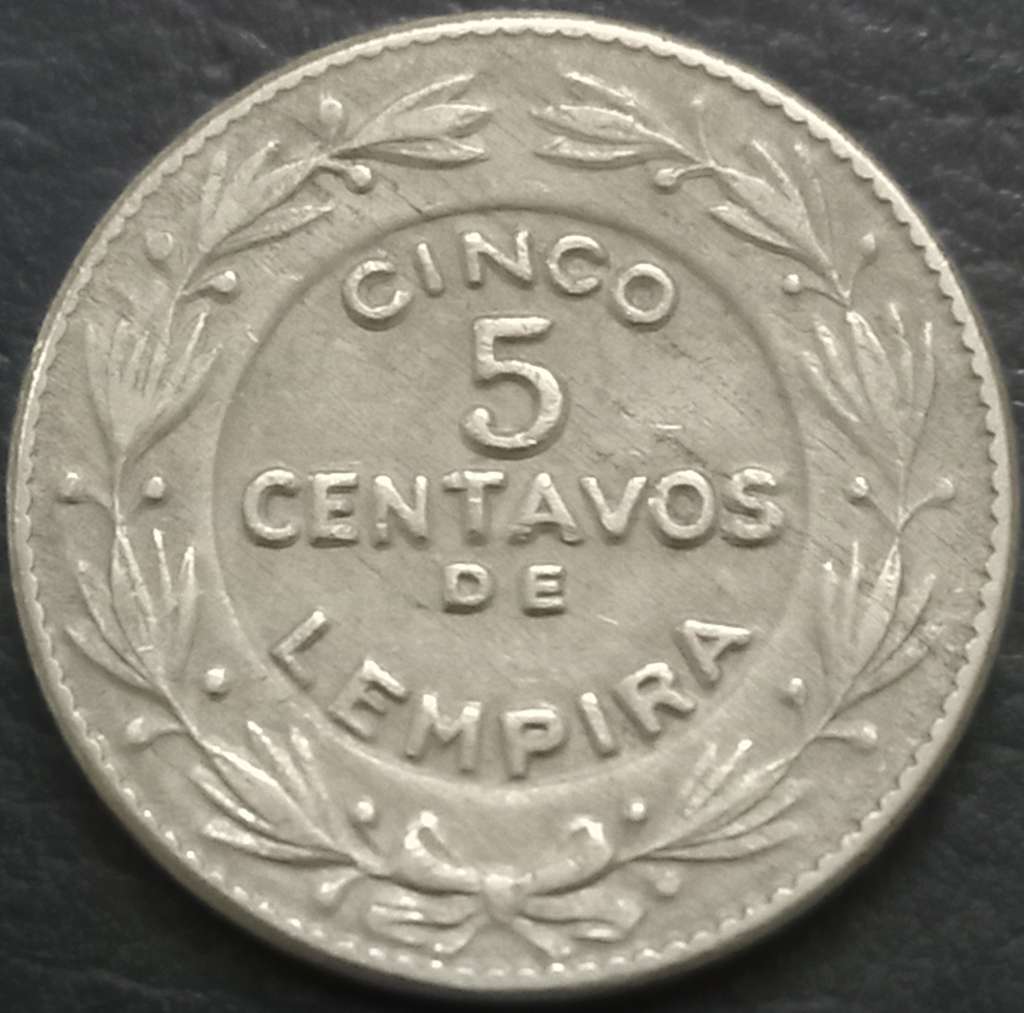 CINCO
5
CENTAVOS
DE
LEMPIRA